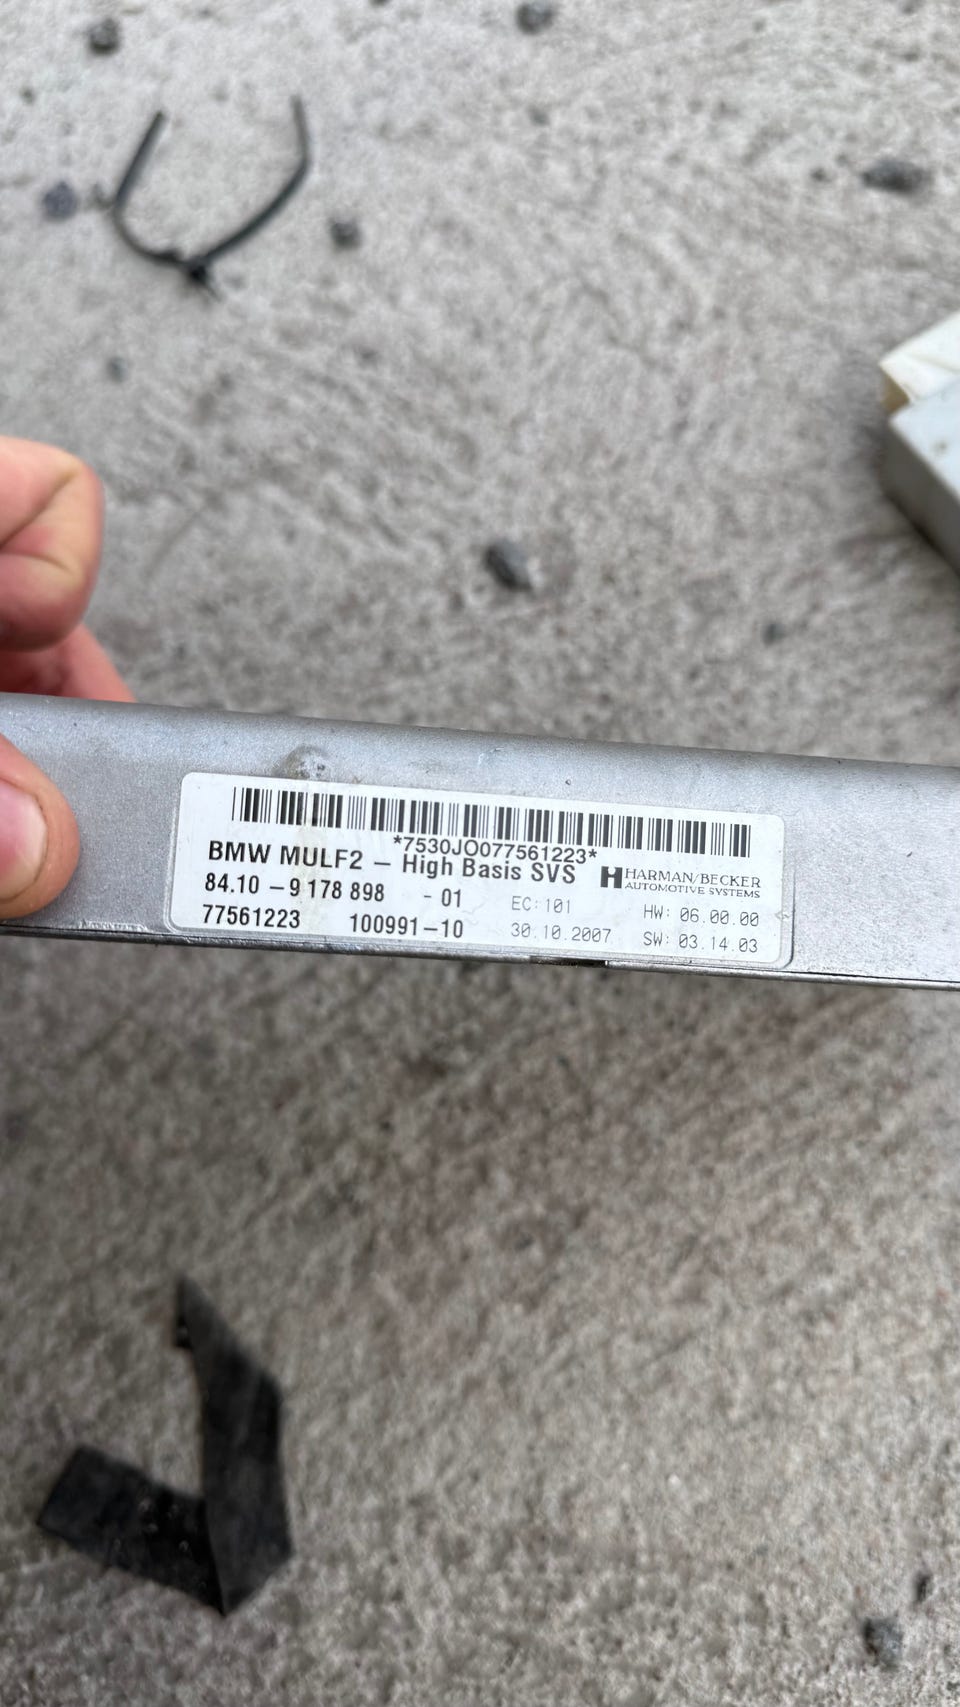 *7530JO077561223*
BMW MULF2 – High Basis SVS
HARMAN/BECKER
AUTOMOTIVE SYSTEMS
84.10 – 9 178 898 - 01
EC:101
HW: 06.00.00
77561223 100991–10
30.10.2007
SW: 03.14.03